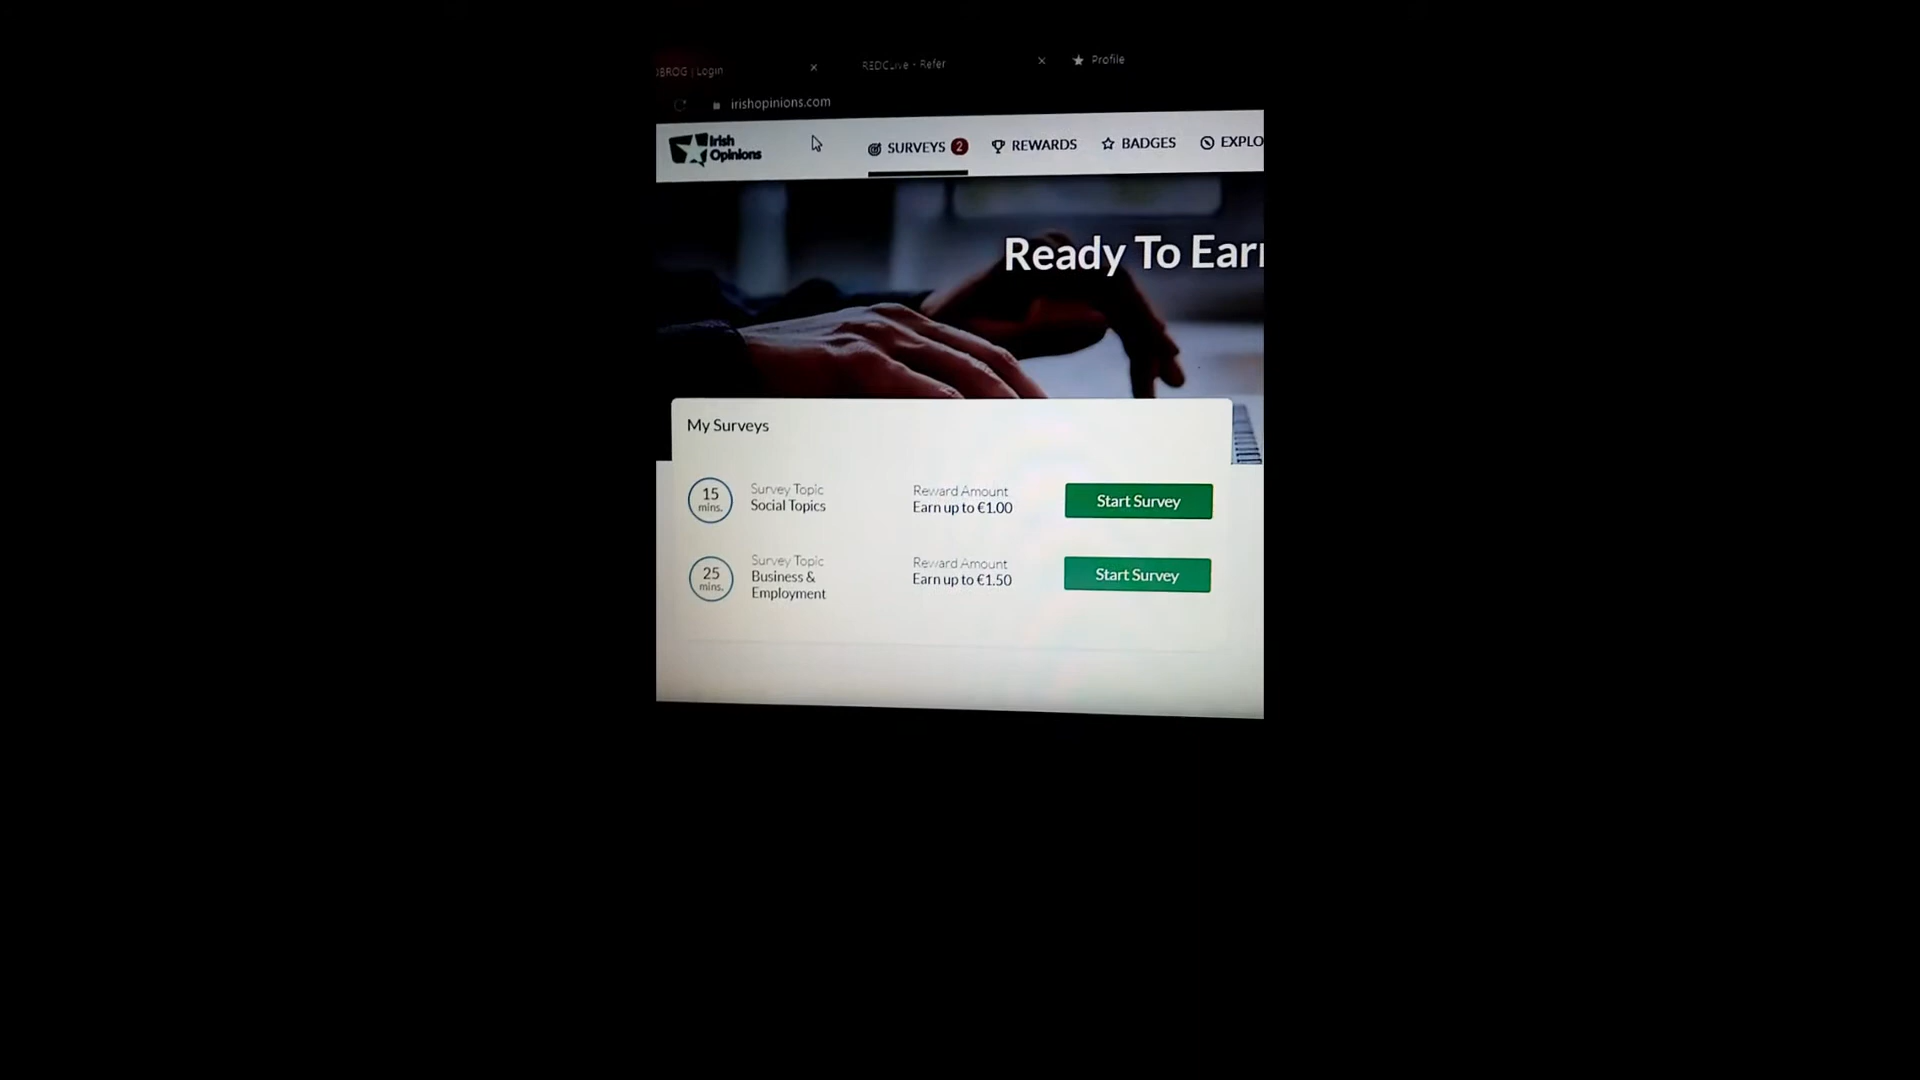 Login
× REDCLive - Refer × Profile
irishopinions.com
Irish
Opinions
SURVEYS 2 REWARDS BADGES
Ready To
My Surveys
15
mins.
Survey Topic
Social Topics
Reward Amount
Earn up to €1.00
Start Survey
25
mins.
Survey Topic
Business &
Employment
Reward Amount
Earn up to €1.50
Start Survey